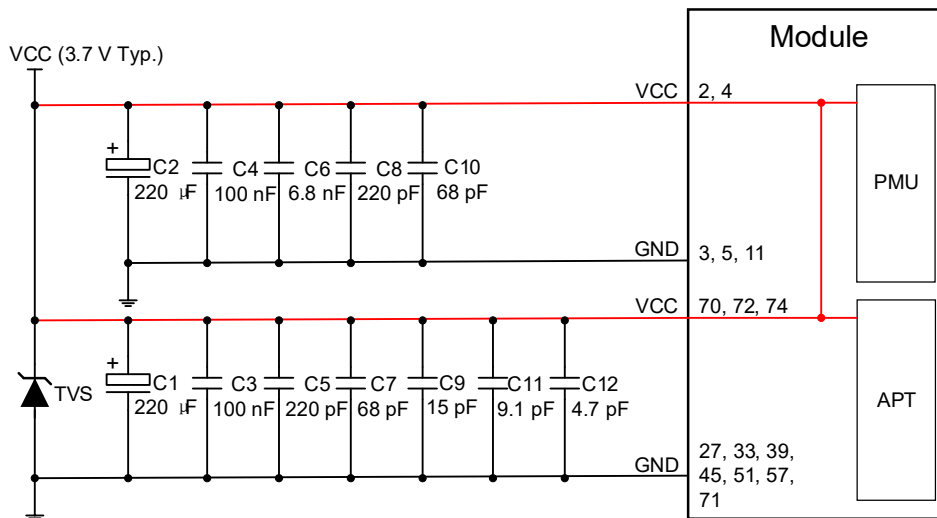 Module
VCC (3.7 V Typ.)
VCC 2, 4
+
C2
220 μF
C4
100 nF
C6
6.8 nF
C8
220 pF
C10
68 pF
PMU
GND 3, 5, 11
VCC 70, 72, 74
TVS
+
C1
220 μF
C3
100 nF
C5
220 pF
C7
68 pF
C9
15 pF
C11
9.1 pF
C12
4.7 pF
APT
GND
27, 33, 39,
45, 51, 57,
71